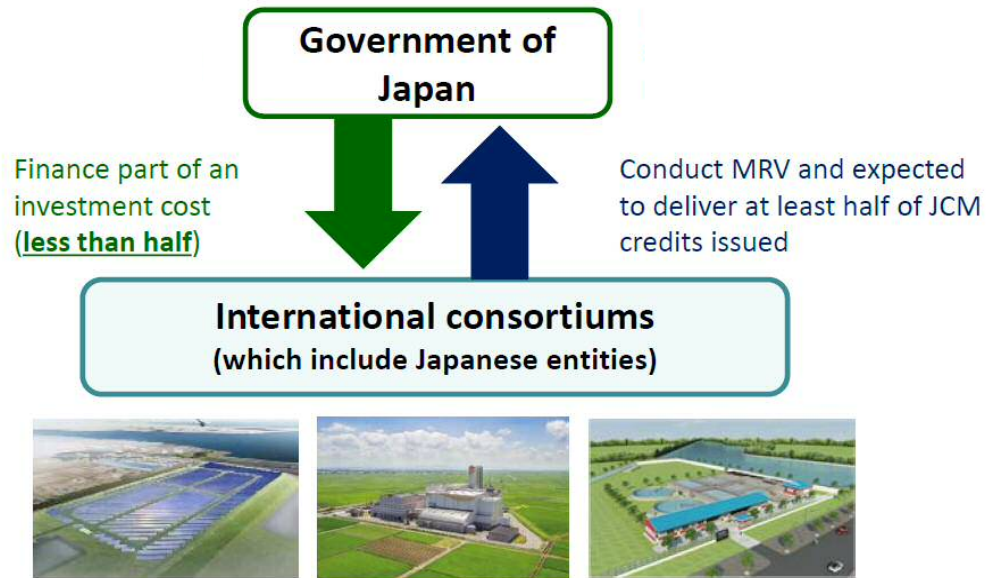 Government of
Japan
Finance part of an
investment cost
(less than half)
Conduct MRV and expected
to deliver at least half of JCM
credits issued
International consortiums
(which include Japanese entities)